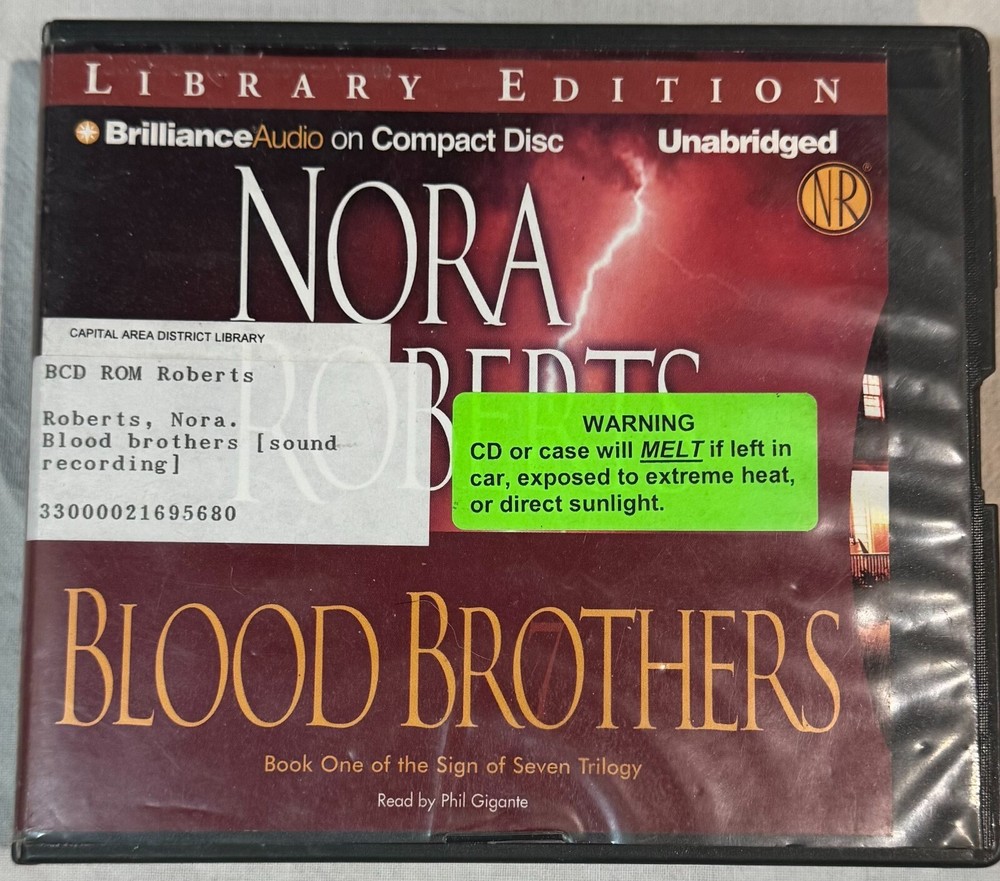 LIBRARY EDITION
BrillianceAudio on Compact Disc
Unabridged
NR
®
NORA
ROBERTS
CAPITAL AREA DISTRICT LIBRARY
BCD ROM Roberts
Roberts, Nora.
Blood brothers [sound
recording]
33000021695680
WARNING
CD or case will MELT if left in
car, exposed to extreme heat,
or direct sunlight.
7
BLOOD BROTHERS
Book One of the Sign of Seven Trilogy
Read by Phil Gigante